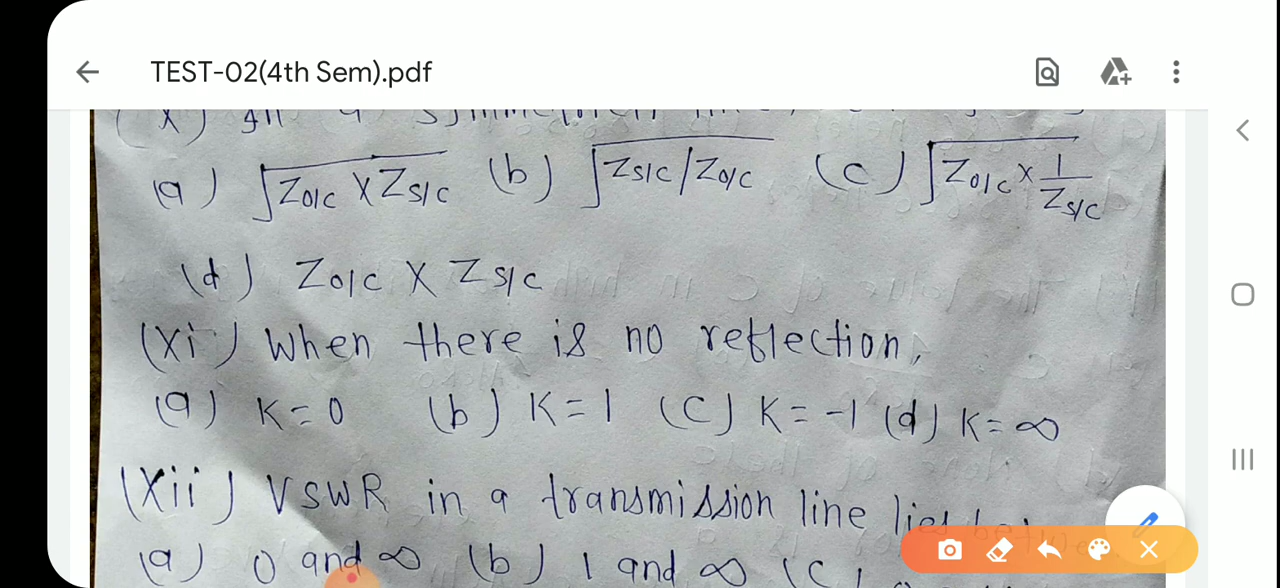 TEST-02(4th Sem).pdf
(a) √Zo/c X Zs/c (b) √Zs/c/Zo/c (c) √Zo/c x 1/Zs/c
(d) Zo/c X Zs/c
(xi) When there is no reflection,
(a) K=0 (b) K=1 (c) K=-1 (d) K=∞
(Xii) VSWR in a transmission line lies
(a) 0 and ∞ (b) 1 and ∞ (c)